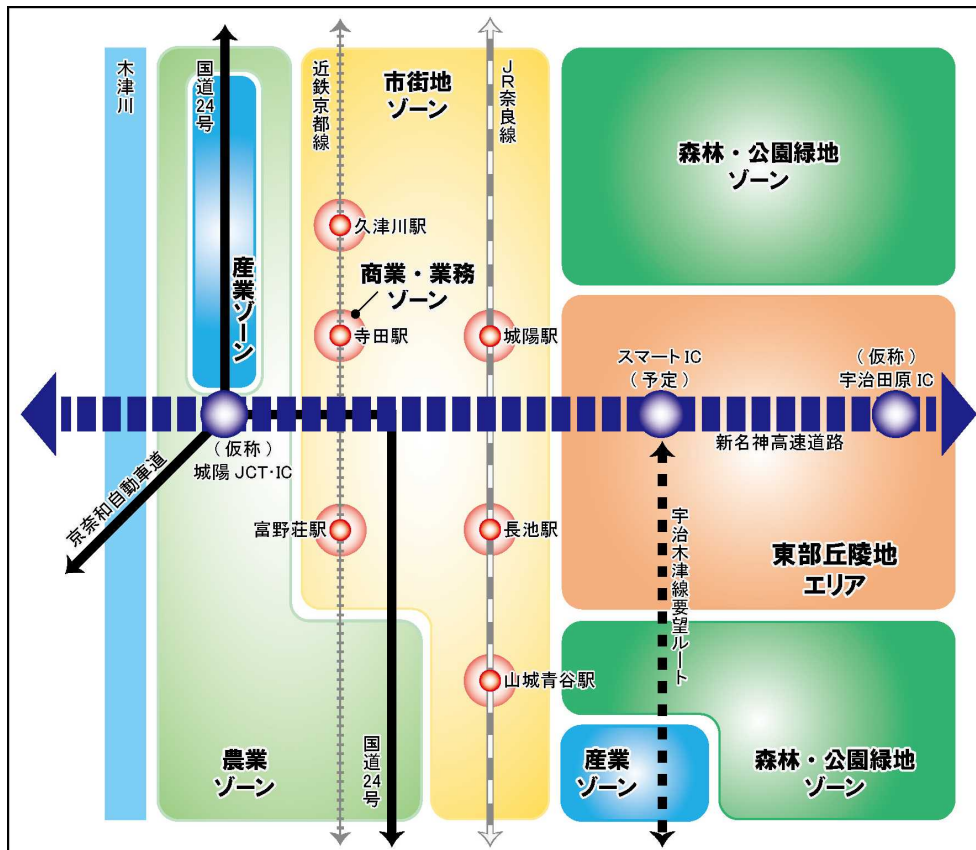 木津川
国道24号
近鉄京都線
市街地
ゾーン
JR奈良線
森林・公園緑地
ゾーン
久津川駅
産業ゾーン
商業・業務
ゾーン
寺田駅
城陽駅
スマートIC
(予定)
(仮称)
宇治田原IC
(仮称)
城陽JCT・IC
新名神高速道路
京奈和自動車道
富野荘駅
長池駅
宇治木津線要望ルート
東部丘陵地
エリア
山城青谷駅
農業
ゾーン
国道24号
産業
ゾーン
森林・公園緑地
ゾーン